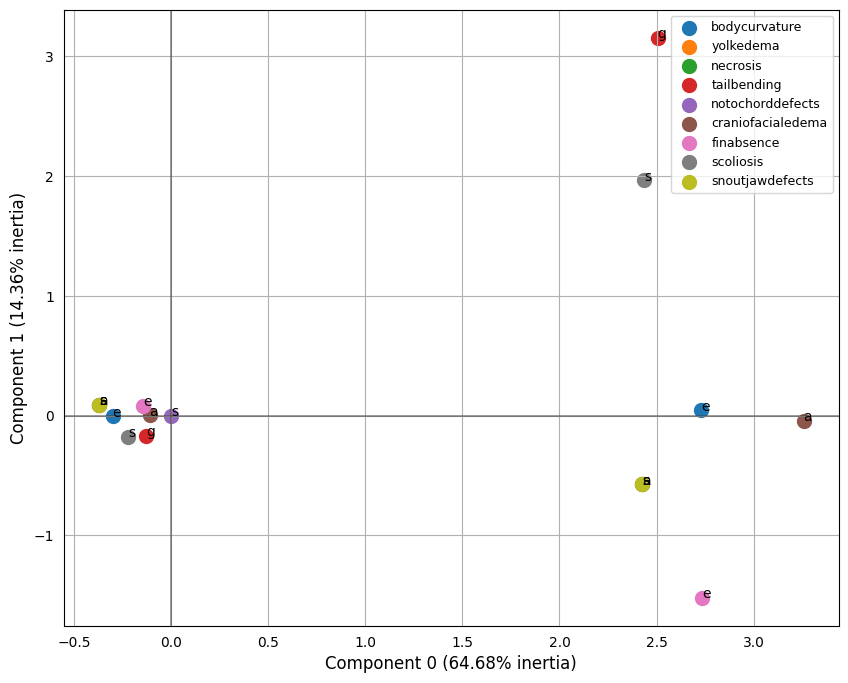 bodycurvature
yolkedema
necrosis
tailbending
notochorddefects
craniofacialedema
finabsence
scoliosis
snoutjawdefects
g
s
e
a
e
e
a
s
e
s
g
3
2
1
0
−1
−0.5
0.0
0.5
1.0
1.5
2.0
2.5
3.0
Component 0 (64.68% inertia)
Component 1 (14.36% inertia)